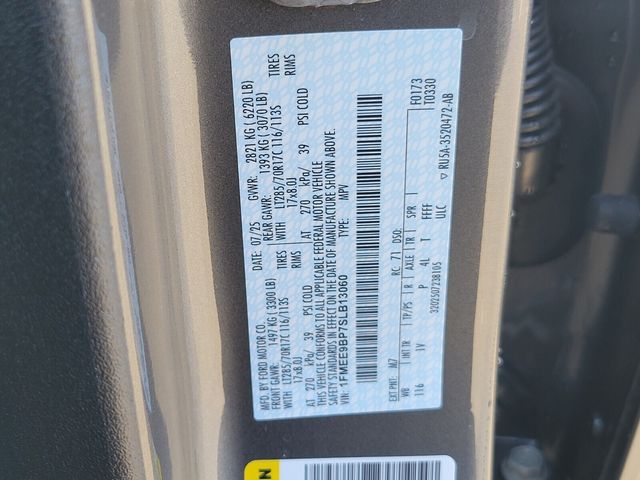 MFD. BY FORD MOTOR CO.
DATE: 07/25 GVWR: 2821 KG ( 6220 LB)
FRONT GAWR: 1497 KG ( 3300 LB) REAR GAWR: 1393 KG ( 3070 LB)
WITH LT285/70R17C 116/113S TIRES WITH LT285/70R17C 116/113S TIRES
17x8.0J RIMS 17x8.0J RIMS
AT 270 kPa/ 39 PSI COLD AT 270 kPa/ 39 PSI COLD
THIS VEHICLE CONFORMS TO ALL APPLICABLE FEDERAL MOTOR VEHICLE
SAFETY STANDARDS IN EFFECT ON THE DATE OF MANUFACTURE SHOWN ABOVE.
VIN: 1FMEE9BP7SLB13060 TYPE: MPV
F0173
EXT PNT: M7 RC: 71 DSO: T0330
WB INT TR TP/PS R AXLE TR SPR
116 1V P 4L T FFFF
ULC
3202507238105 RU5A-3520472-AB